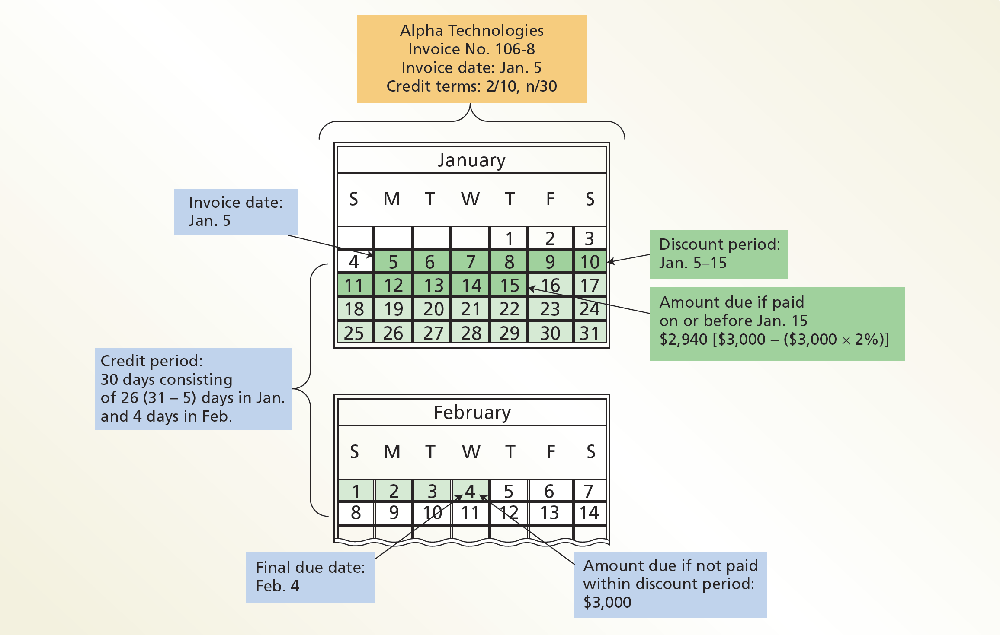 Alpha Technologies
Invoice No. 106-8
Invoice date: Jan. 5
Credit terms: 2/10, n/30
January
S M T W T F S
1 2 3
4 5 6 7 8 9 10
11 12 13 14 15 16 17
18 19 20 21 22 23 24
25 26 27 28 29 30 31
Invoice date:
Jan. 5
Discount period:
Jan. 5–15
Amount due if paid
on or before Jan. 15
$2,940 [$3,000 – ($3,000 × 2%)]
Credit period:
30 days consisting
of 26 (31 – 5) days in Jan.
and 4 days in Feb.
February
S M T W T F S
1 2 3 4 5 6 7
8 9 10 11 12 13 14
Final due date:
Feb. 4
Amount due if not paid
within discount period:
$3,000